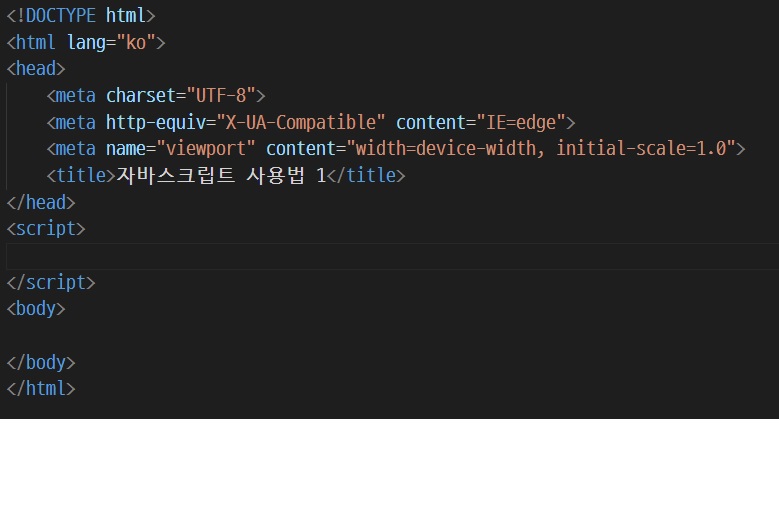 <!DOCTYPE html>
<html lang="ko">
<head>
<meta charset="UTF-8">
<meta http-equiv="X-UA-Compatible" content="IE=edge">
<meta name="viewport" content="width=device-width, initial-scale=1.0">
<title>자바스크립트 사용법 1</title>
</head>
<script>
</script>
<body>
</body>
</html>